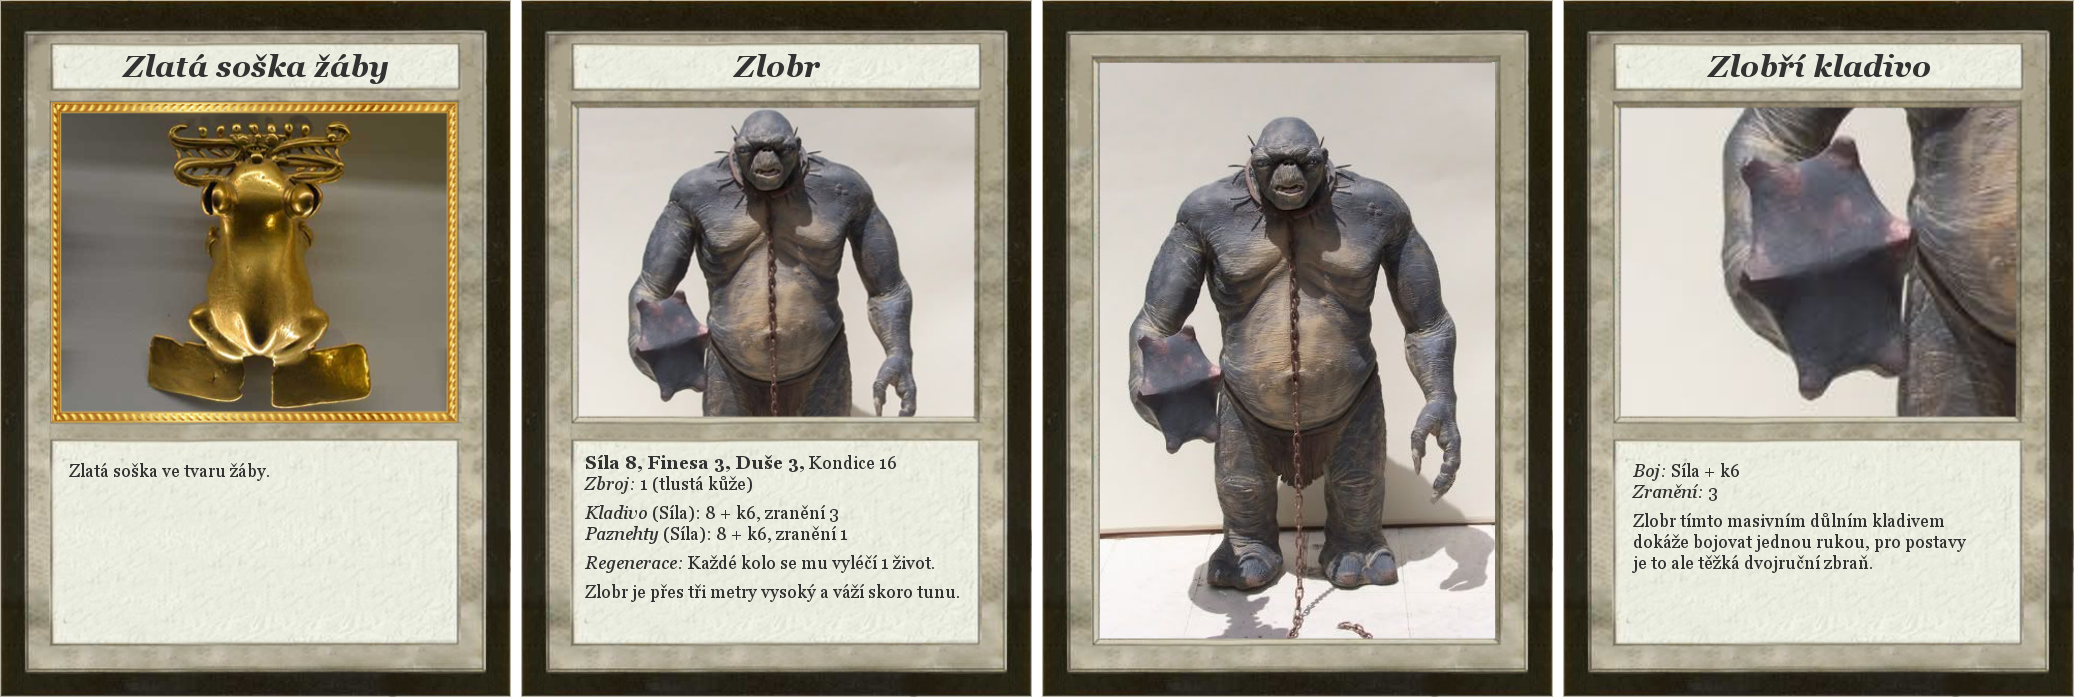 Zlatá soška žáby
Zlatá soška ve tvaru žáby.
Zlobr
Síla 8, Finesa 3, Duše 3, Kondice 16
Zbroj: 1 (tlustá kůže)
Kladivo (Síla): 8 + k6, zranění 3
Paznehty (Síla): 8 + k6, zranění 1
Regenerace: Každé kolo se mu vyléčí 1 život.
Zlobr je přes tři metry vysoký a váží skoro tunu.
Zlobří kladivo
Boj: Síla + k6
Zranění: 3
Zlobr tímto masivním důlním kladivem
dokáže bojovat jednou rukou, pro postavy
je to ale těžká dvojruční zbraň.